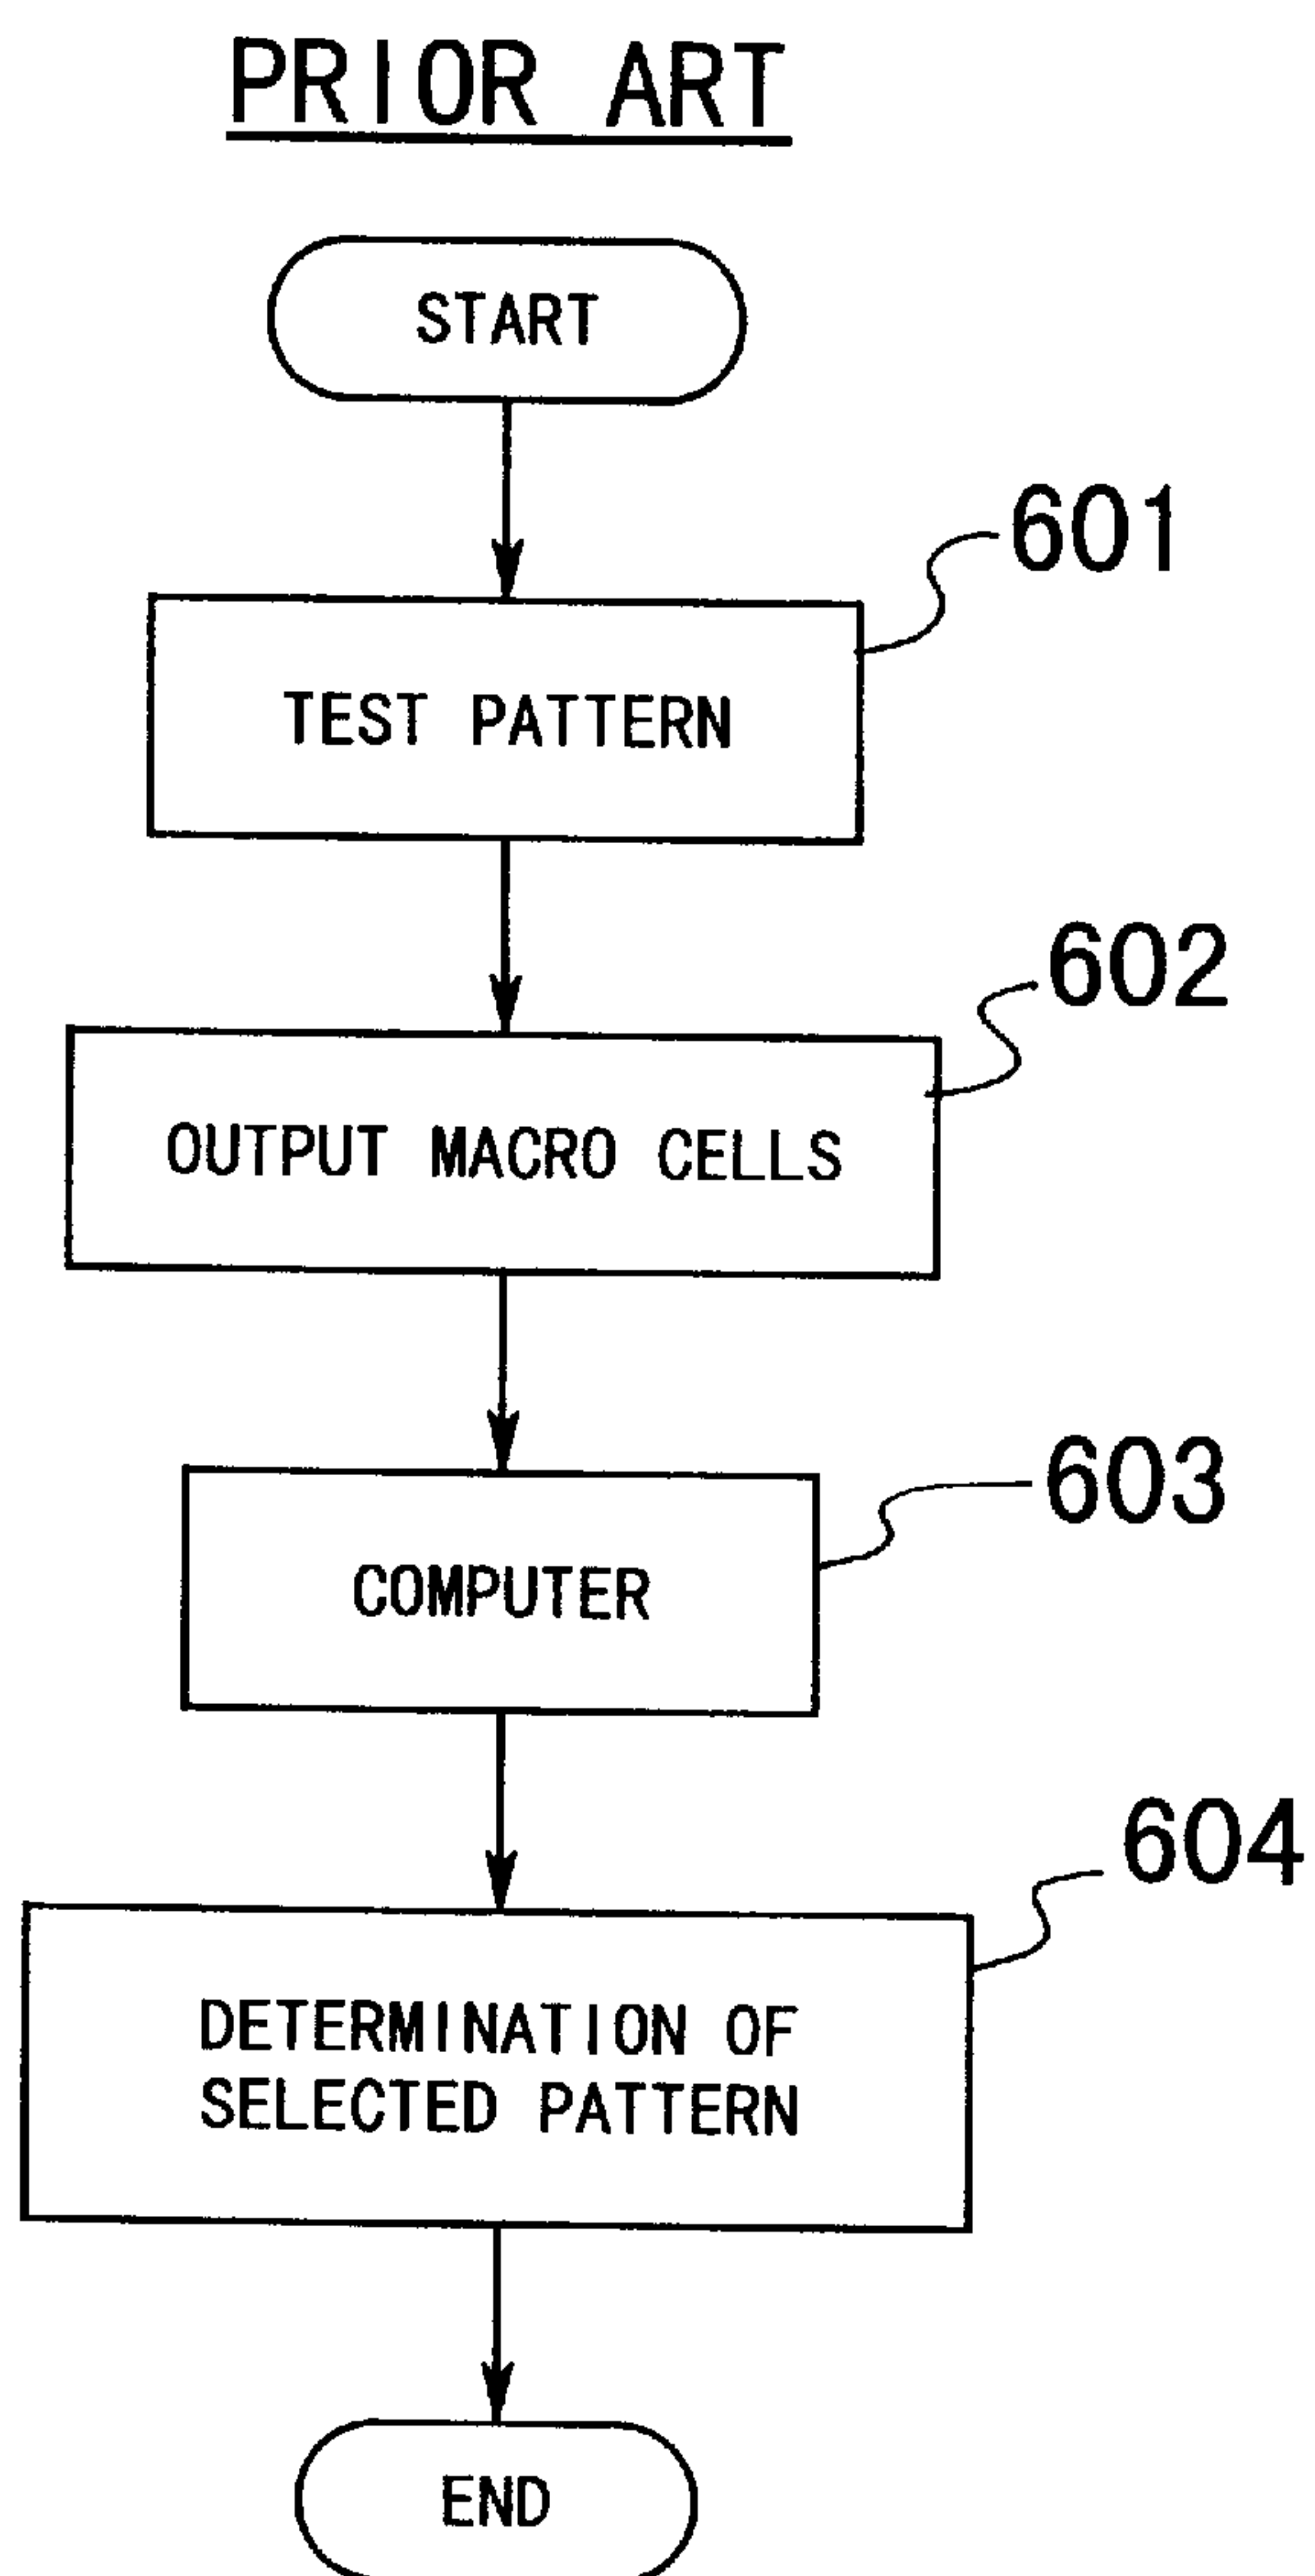 PRIOR ART
START
601
TEST PATTERN
602
OUTPUT MACRO CELLS
603
COMPUTER
604
DETERMINATION OF
SELECTED PATTERN
END